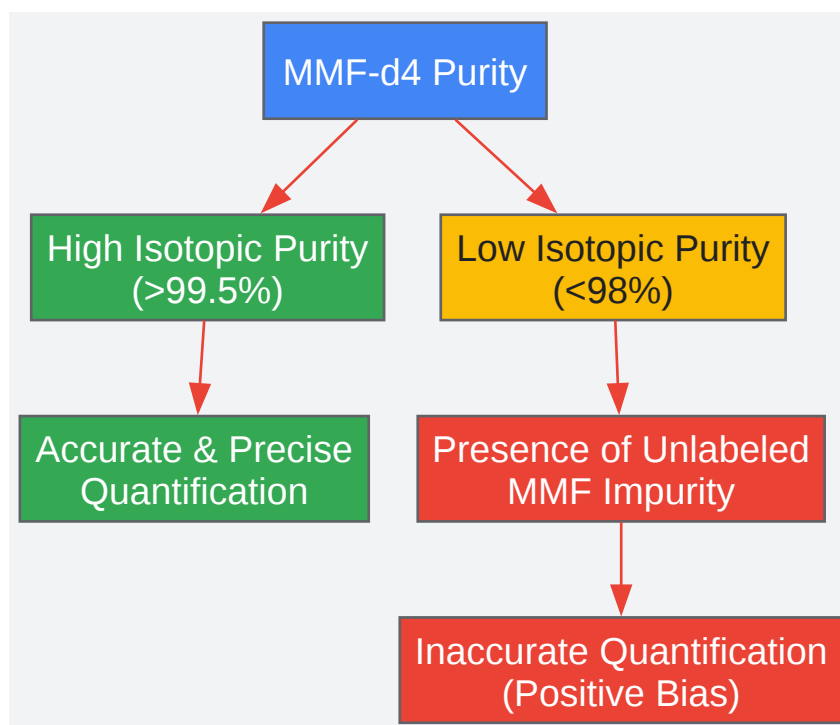 MMF-d4 Purity
High Isotopic Purity
(>99.5%)
Low Isotopic Purity
(<98%)
Accurate & Precise
Quantification
Presence of Unlabeled
MMF Impurity
Inaccurate Quantification
(Positive Bias)